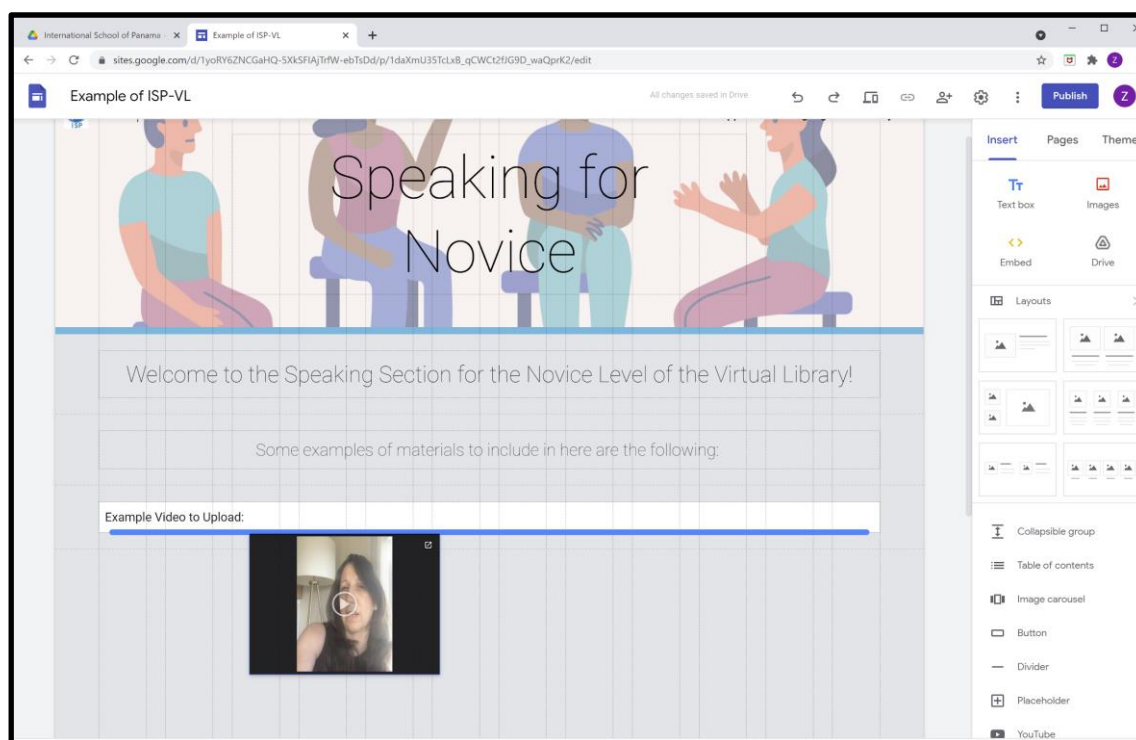 International School of Panama -
Example of ISP-VL
sites.google.com/d/1yoRY6ZNCGaHQ-5XkSFIAjTrfW-ebTsDd/p/1daXmU35TcLxB_qCWCt2fJG9D_waQprK2/edit
Z
Example of ISP-VL
All changes saved in Drive
Publish
Z
ISP
Speaking for
Novice
Welcome to the Speaking Section for the Novice Level of the Virtual Library!
Some examples of materials to include in here are the following:
Example Video to Upload:
Insert
Pages
Theme
Text box
Images
Embed
Drive
Layouts
Collapsible group
Table of contents
Image carousel
Button
Divider
Placeholder
YouTube